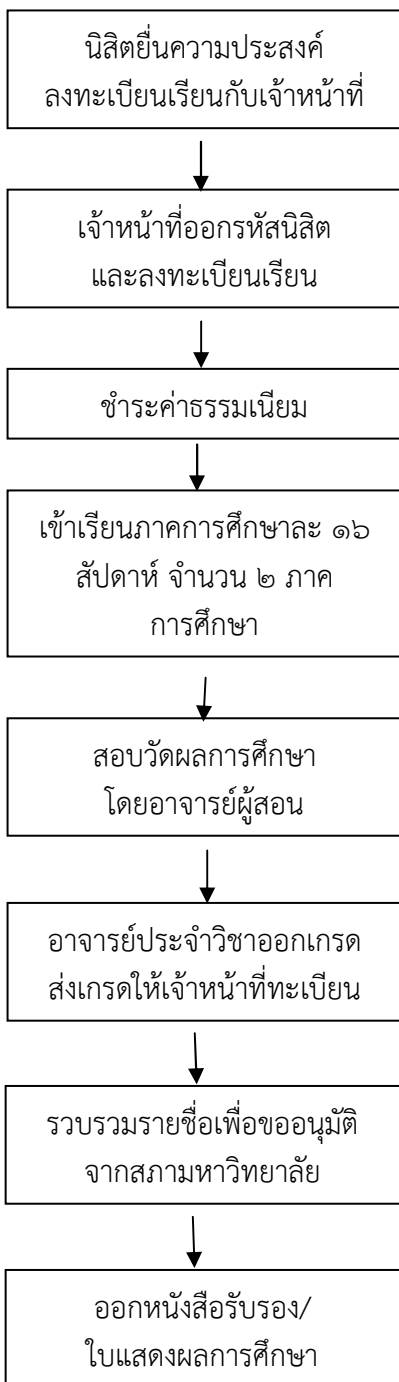 นิสิตยื่นความประสงค์
ลงทะเบียนเรียนกับเจ้าหน้าที่
เจ้าหน้าที่ออกรหัสนิสิต
และลงทะเบียนเรียน
ชำระค่าธรรมเนียม
เข้าเรียนภาคการศึกษาละ ๑๖
สัปดาห์ จำนวน ๒ ภาค
การศึกษา
สอบวัดผลการศึกษา
โดยอาจารย์ผู้สอน
อาจารย์ประจำวิชาออกเกรด
ส่งเกรดให้เจ้าหน้าที่ทะเบียน
รวบรวมรายชื่อเพื่อขออนุมัติ
จากสภามหาวิทยาลัย
ออกหนังสือรับรอง/
ใบแสดงผลการศึกษา